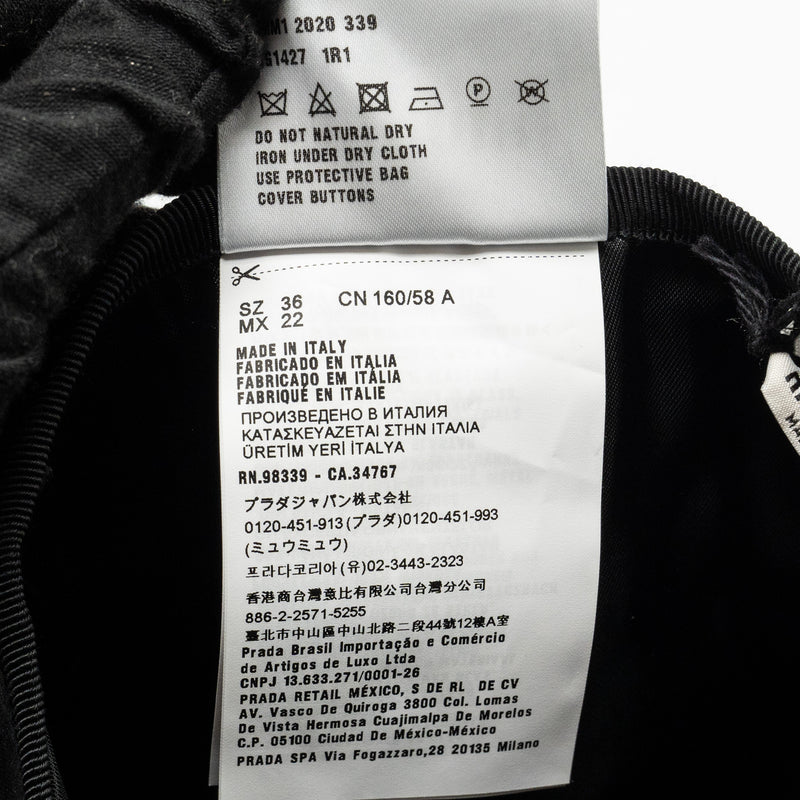 M1 2020 339
G1427 1R1
P
W
DO NOT NATURAL DRY
IRON UNDER DRY CLOTH
USE PROTECTIVE BAG
COVER BUTTONS
SZ 36 CN 160/58 A
MX 22
MADE IN ITALY
FABRICADO EN ITALIA
FABRICADO EM ITÁLIA
FABRIQUÉ EN ITALIE
ПРОИЗВЕДЕНО В ИТАЛИЯ
ΚΑΤΑΣΚΕΥΑΖΕΤΑΙ ΣΤΗΝ ΙΤΑΛΙΑ
ÜRETİM YERİ İTALYA
RN.98339 - CA.34767
プラダジャパン株式会社
0120-451-913(プラダ)0120-451-993
(ミュウミュウ)
프라다코리아(유)02-3443-2323
香港商台灣意比有限公司台灣分公司
886-2-2571-5255
臺北市中山區中山北路二段44號12樓A室
Prada Brasil Importação e Comércio
de Artigos de Luxo Ltda
CNPJ 13.633.271/0001-26
PRADA RETAIL MÉXICO, S DE RL DE CV
AV. Vasco De Quiroga 3800 Col. Lomas
De Vista Hermosa Cuajimalpa De Morelos
C.P. 05100 Ciudad De México-México
PRADA SPA Via Fogazzaro,28 20135 Milano